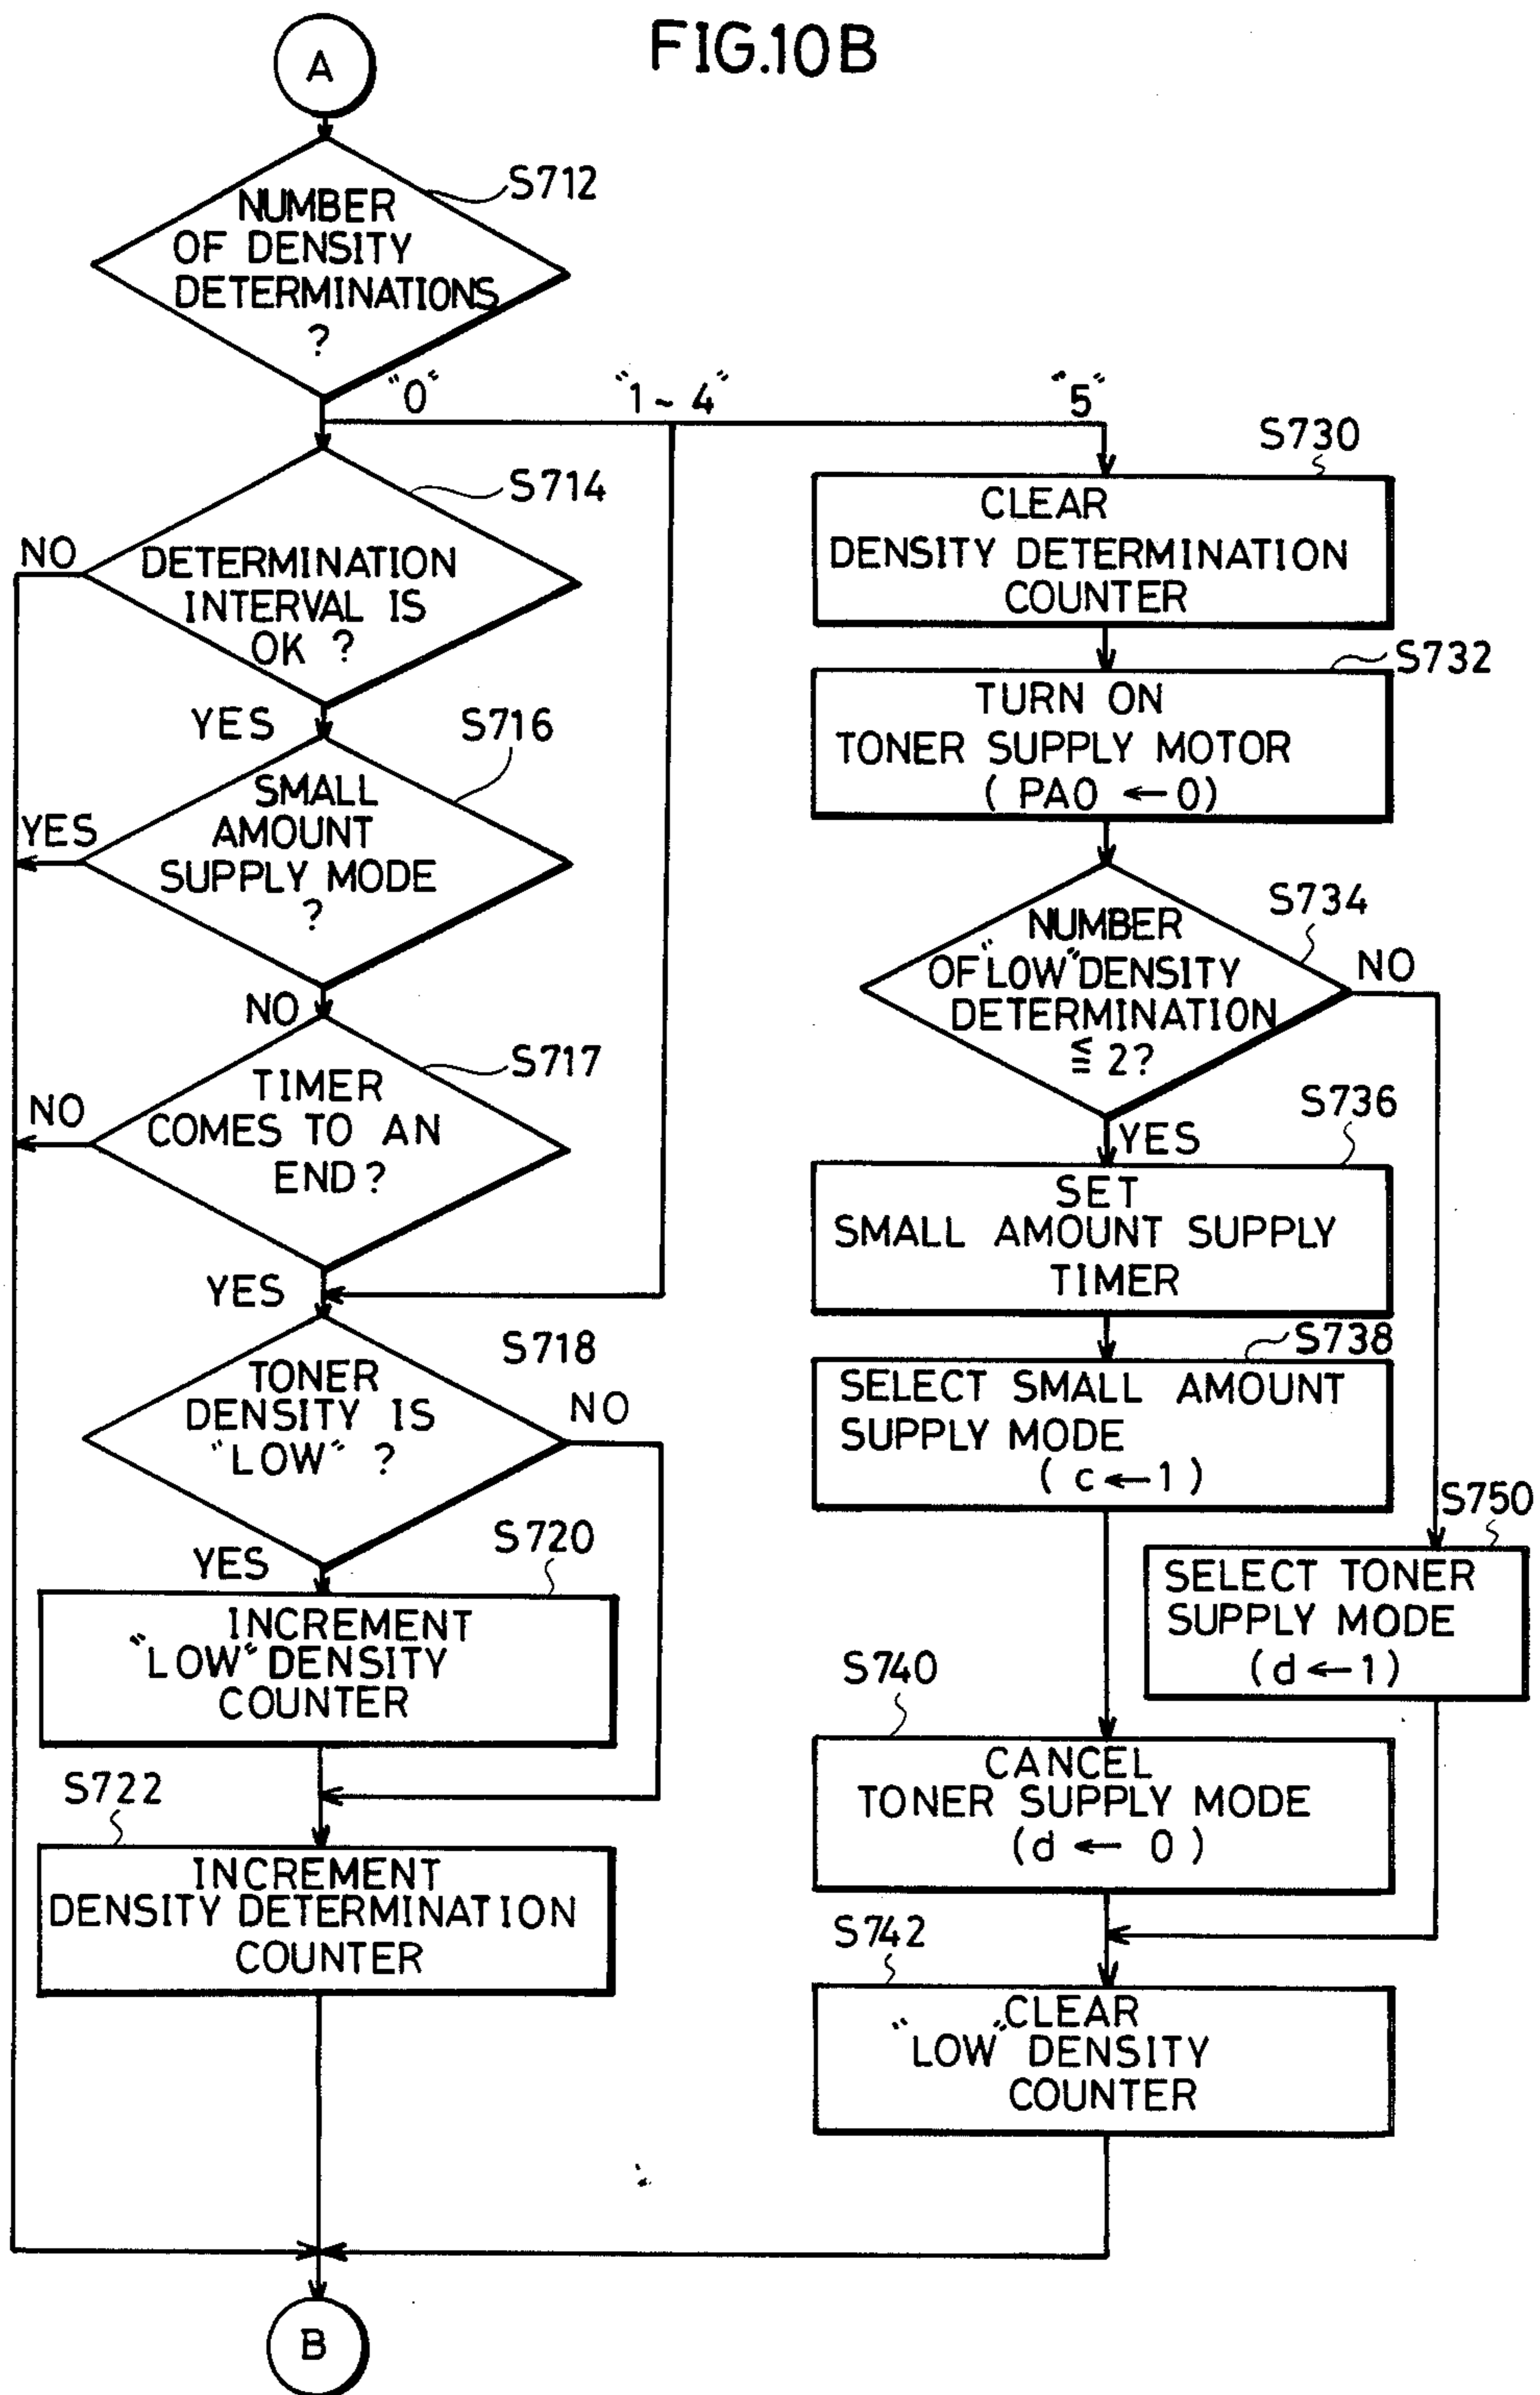 FIG.10B
A
S712
NUMBER
OF DENSITY
DETERMINATIONS
?
"0"
"1~4"
"5"
S714
NO
DETERMINATION
INTERVAL IS
OK ?
YES
S716
SMALL
AMOUNT
SUPPLY MODE
?
YES
NO
S717
TIMER
COMES TO AN
END?
NO
YES
S718
TONER
DENSITY IS
"LOW" ?
NO
YES
S720
INCREMENT
"LOW" DENSITY
COUNTER
S722
INCREMENT
DENSITY DETERMINATION
COUNTER
S730
CLEAR
DENSITY DETERMINATION
COUNTER
S732
TURN ON
TONER SUPPLY MOTOR
( PA0 ← 0)
S734
NUMBER
OF "LOW" DENSITY
DETERMINATION
≦ 2?
NO
YES
S736
SET
SMALL AMOUNT SUPPLY
TIMER
S738
SELECT SMALL AMOUNT
SUPPLY MODE
( c ← 1 )
S750
SELECT TONER
SUPPLY MODE
(d ← 1)
S740
CANCEL
TONER SUPPLY MODE
(d ← 0 )
S742
CLEAR
"LOW" DENSITY
COUNTER
B